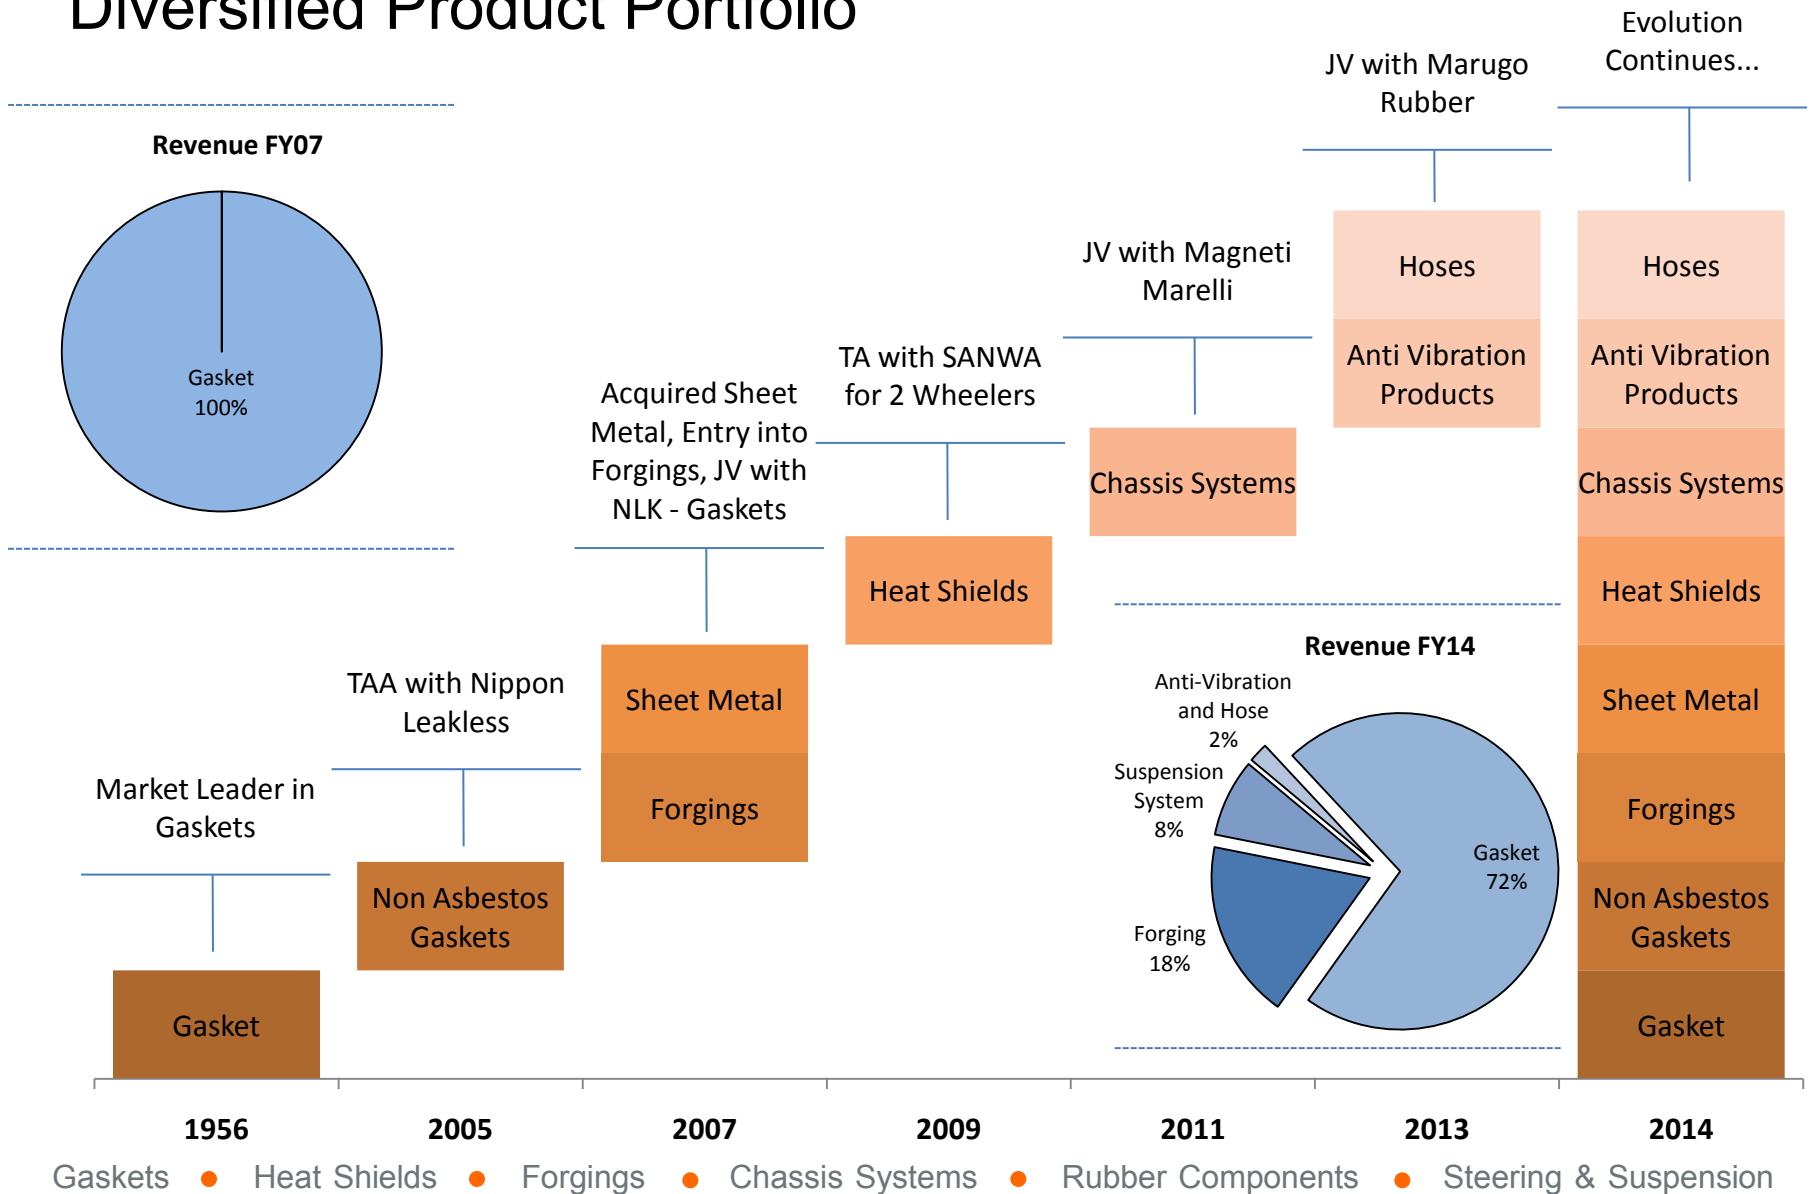 Diversified Product Portfolio
Evolution
Continues...
JV with Marugo
Rubber
Revenue FY07
Gasket
100%
JV with Magneti
Marelli
TA with SANWA
for 2 Wheelers
Acquired Sheet
Metal, Entry into
Forgings, JV with
NLK - Gaskets
TAA with Nippon
Leakless
Market Leader in
Gaskets
Gasket
Non Asbestos
Gaskets
Sheet Metal
Forgings
Heat Shields
Chassis Systems
Hoses
Anti Vibration
Products
Hoses
Anti Vibration
Products
Chassis Systems
Heat Shields
Sheet Metal
Forgings
Non Asbestos
Gaskets
Gasket
Revenue FY14
Anti-Vibration
and Hose
2%
Suspension
System
8%
Forging
18%
Gasket
72%
1956 2005 2007 2009 2011 2013 2014
Gaskets ● Heat Shields ● Forgings ● Chassis Systems ● Rubber Components ● Steering & Suspension